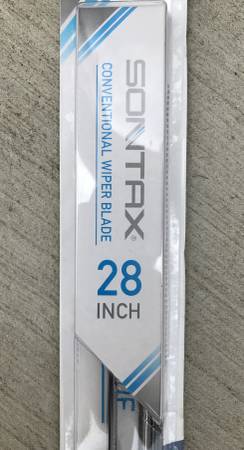 SONTAX®
CONVENTIONAL WIPER BLADE
28
INCH